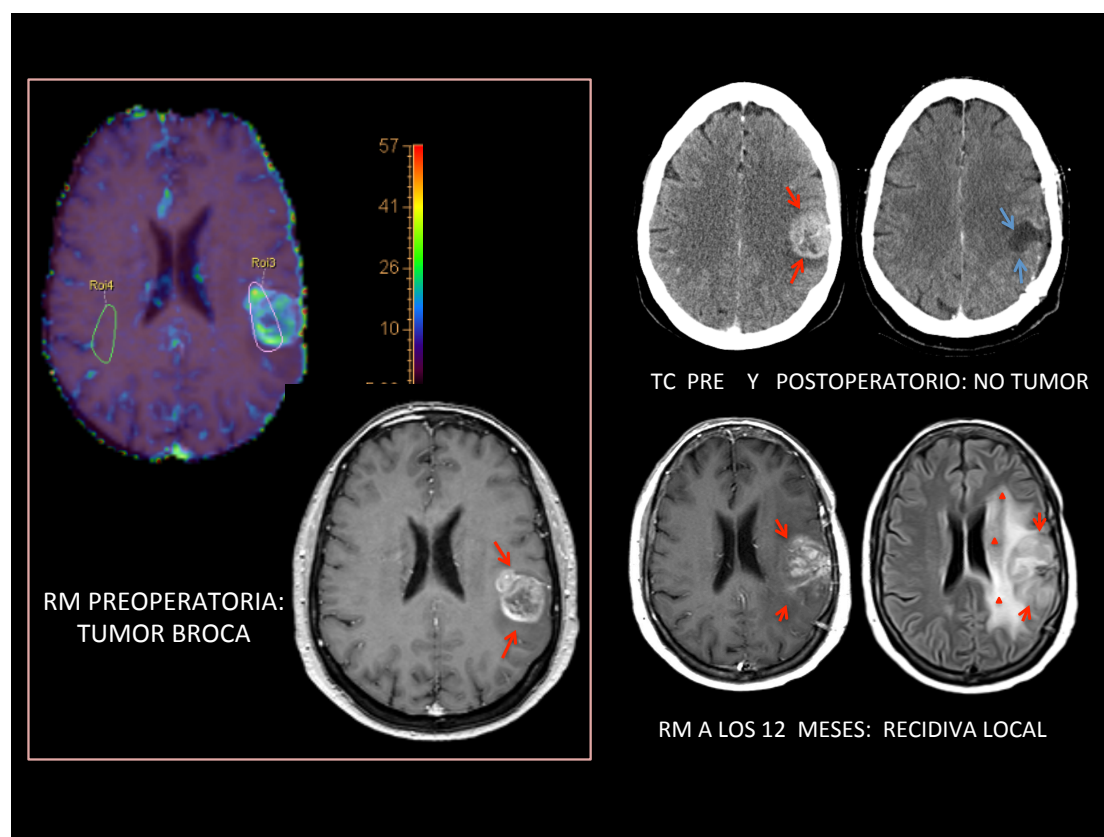 57
41
26
10
Roi3
Roi4
TC PRE Y POSTOPERATORIO: NO TUMOR
RM PREOPERATORIA:
TUMOR BROCA
RM A LOS 12 MESES: RECIDIVA LOCAL